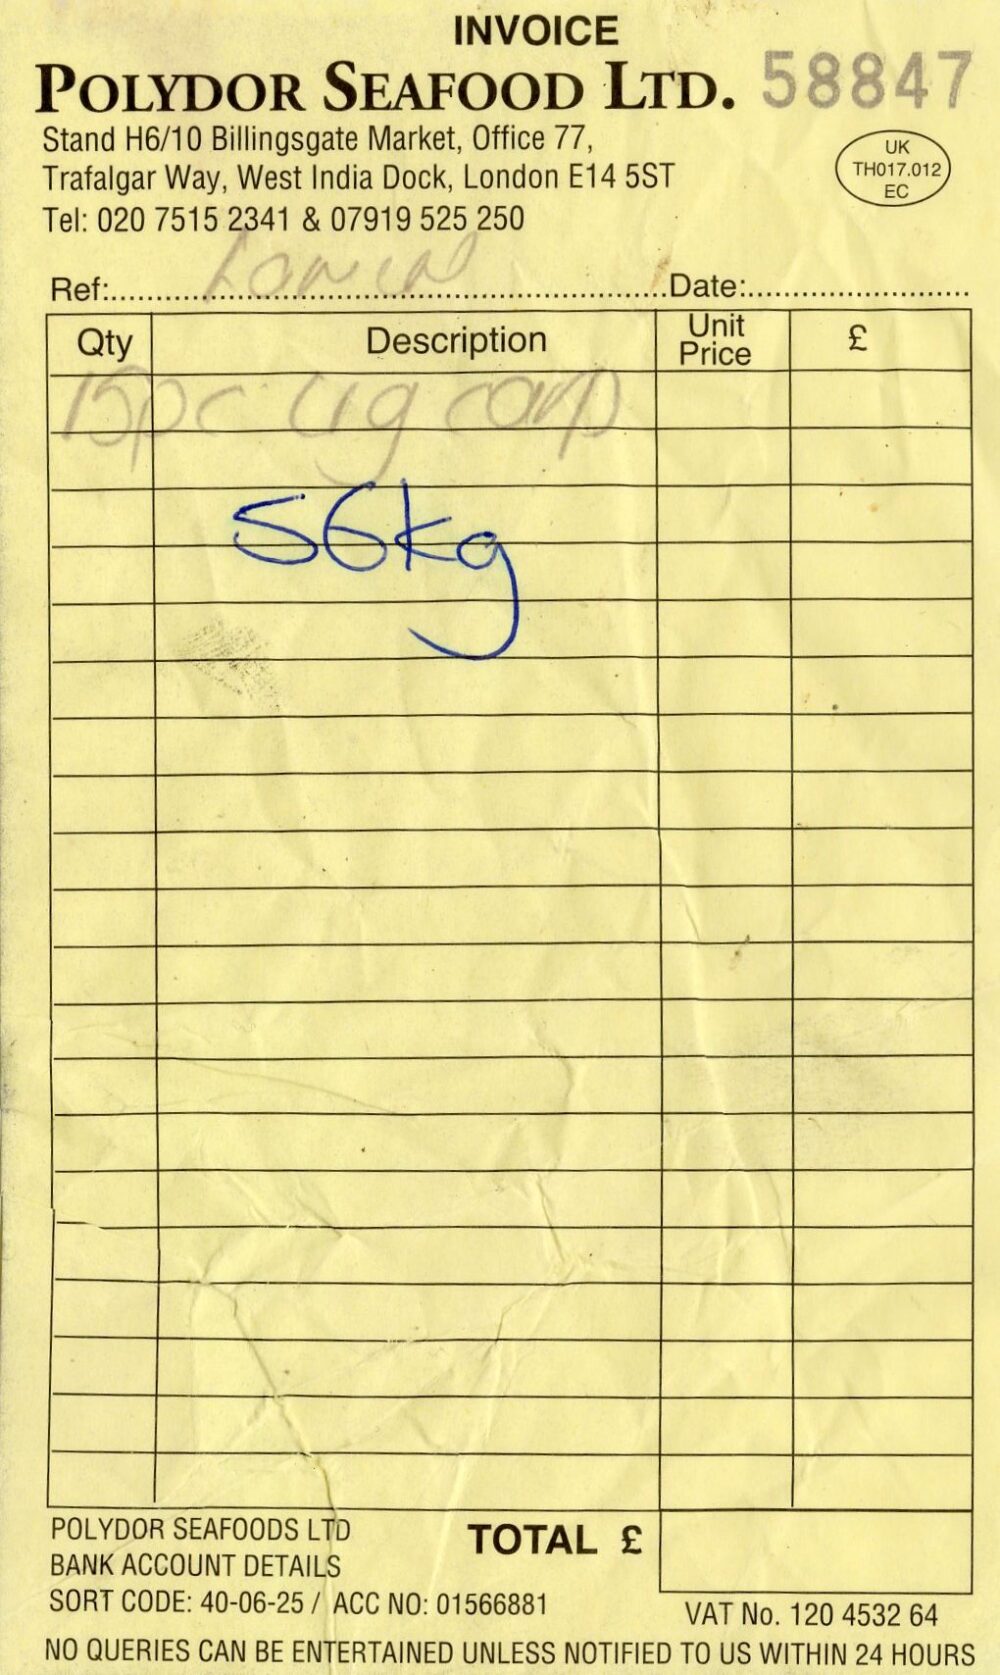 INVOICE
POLYDOR SEAFOOD LTD. 58847
Stand H6/10 Billingsgate Market, Office 77,
Trafalgar Way, West India Dock, London E14 5ST
Tel: 020 7515 2341 & 07919 525 250
UK
TH017.012
EC
Ref: Date:
Qty Description Unit Price £
15pc carp
56kg
POLYDOR SEAFOODS LTD TOTAL £
BANK ACCOUNT DETAILS
SORT CODE: 40-06-25 / ACC NO: 01566881
VAT No. 120 4532 64
NO QUERIES CAN BE ENTERTAINED UNLESS NOTIFIED TO US WITHIN 24 HOURS